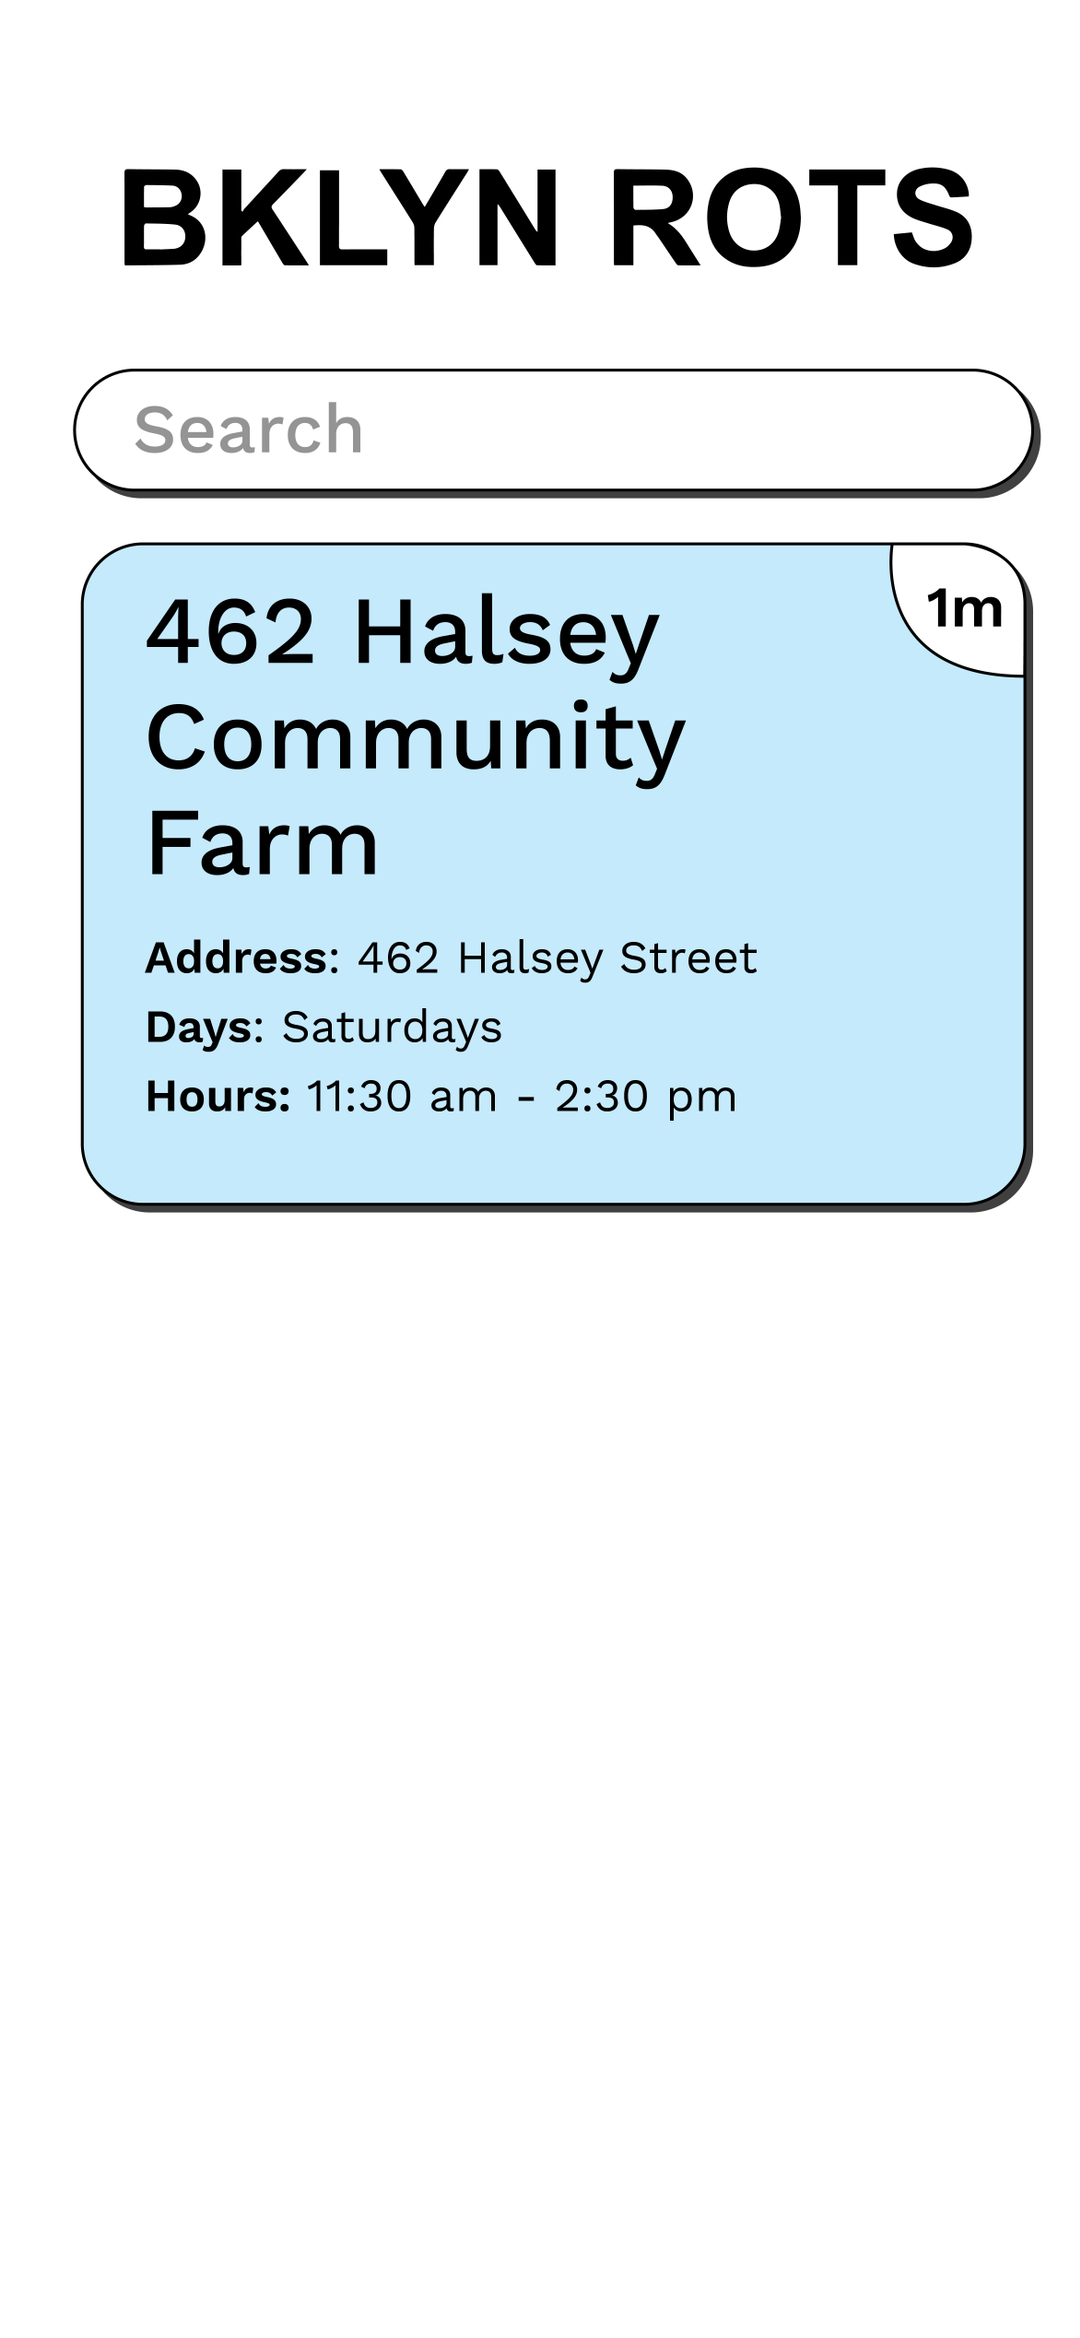 BKLYN ROTS
Search
1m
462 Halsey
Community
Farm
Address: 462 Halsey Street
Days: Saturdays
Hours: 11:30 am - 2:30 pm